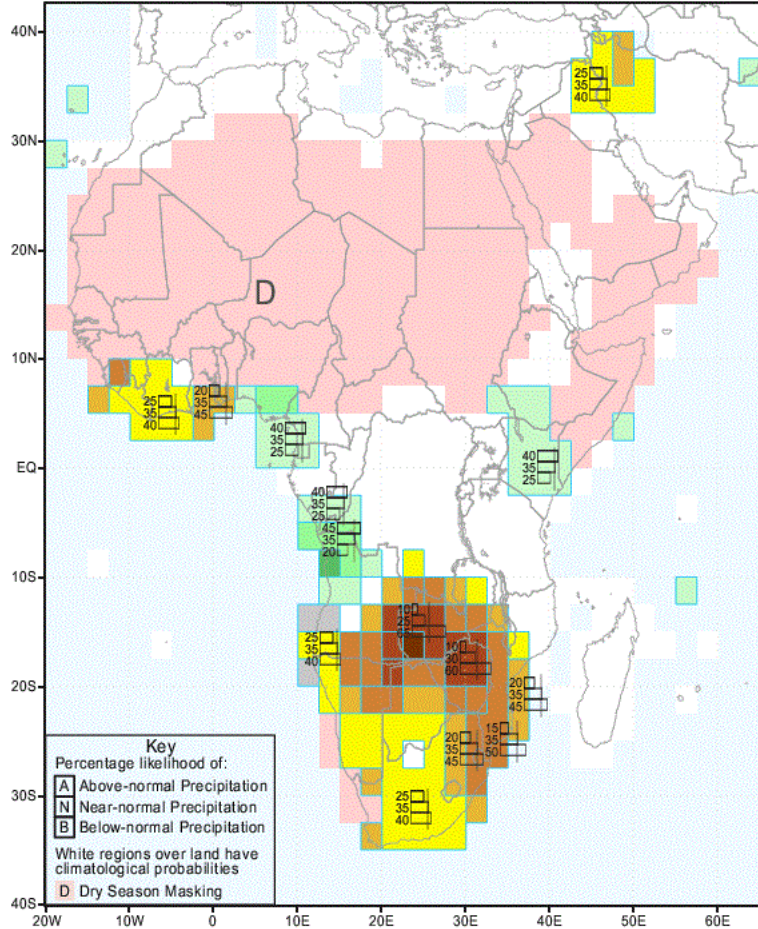 40N
25
35
40
30N
20N
D
10N
20
35
45
25
35
40
40
35
25
EQ
40
35
25
40
35
25
45
35
20
10S
10
25
65
25
35
40
10
30
60
20S
20
35
45
15
35
50
20
35
45
25
35
40
30S
40S
Key
Percentage likelihood of:
A Above-normal Precipitation
N Near-normal Precipitation
B Below-normal Precipitation
White regions over land have
climatological probabilities
D Dry Season Masking
20W 10W 0 10E 20E 30E 40E 50E 60E